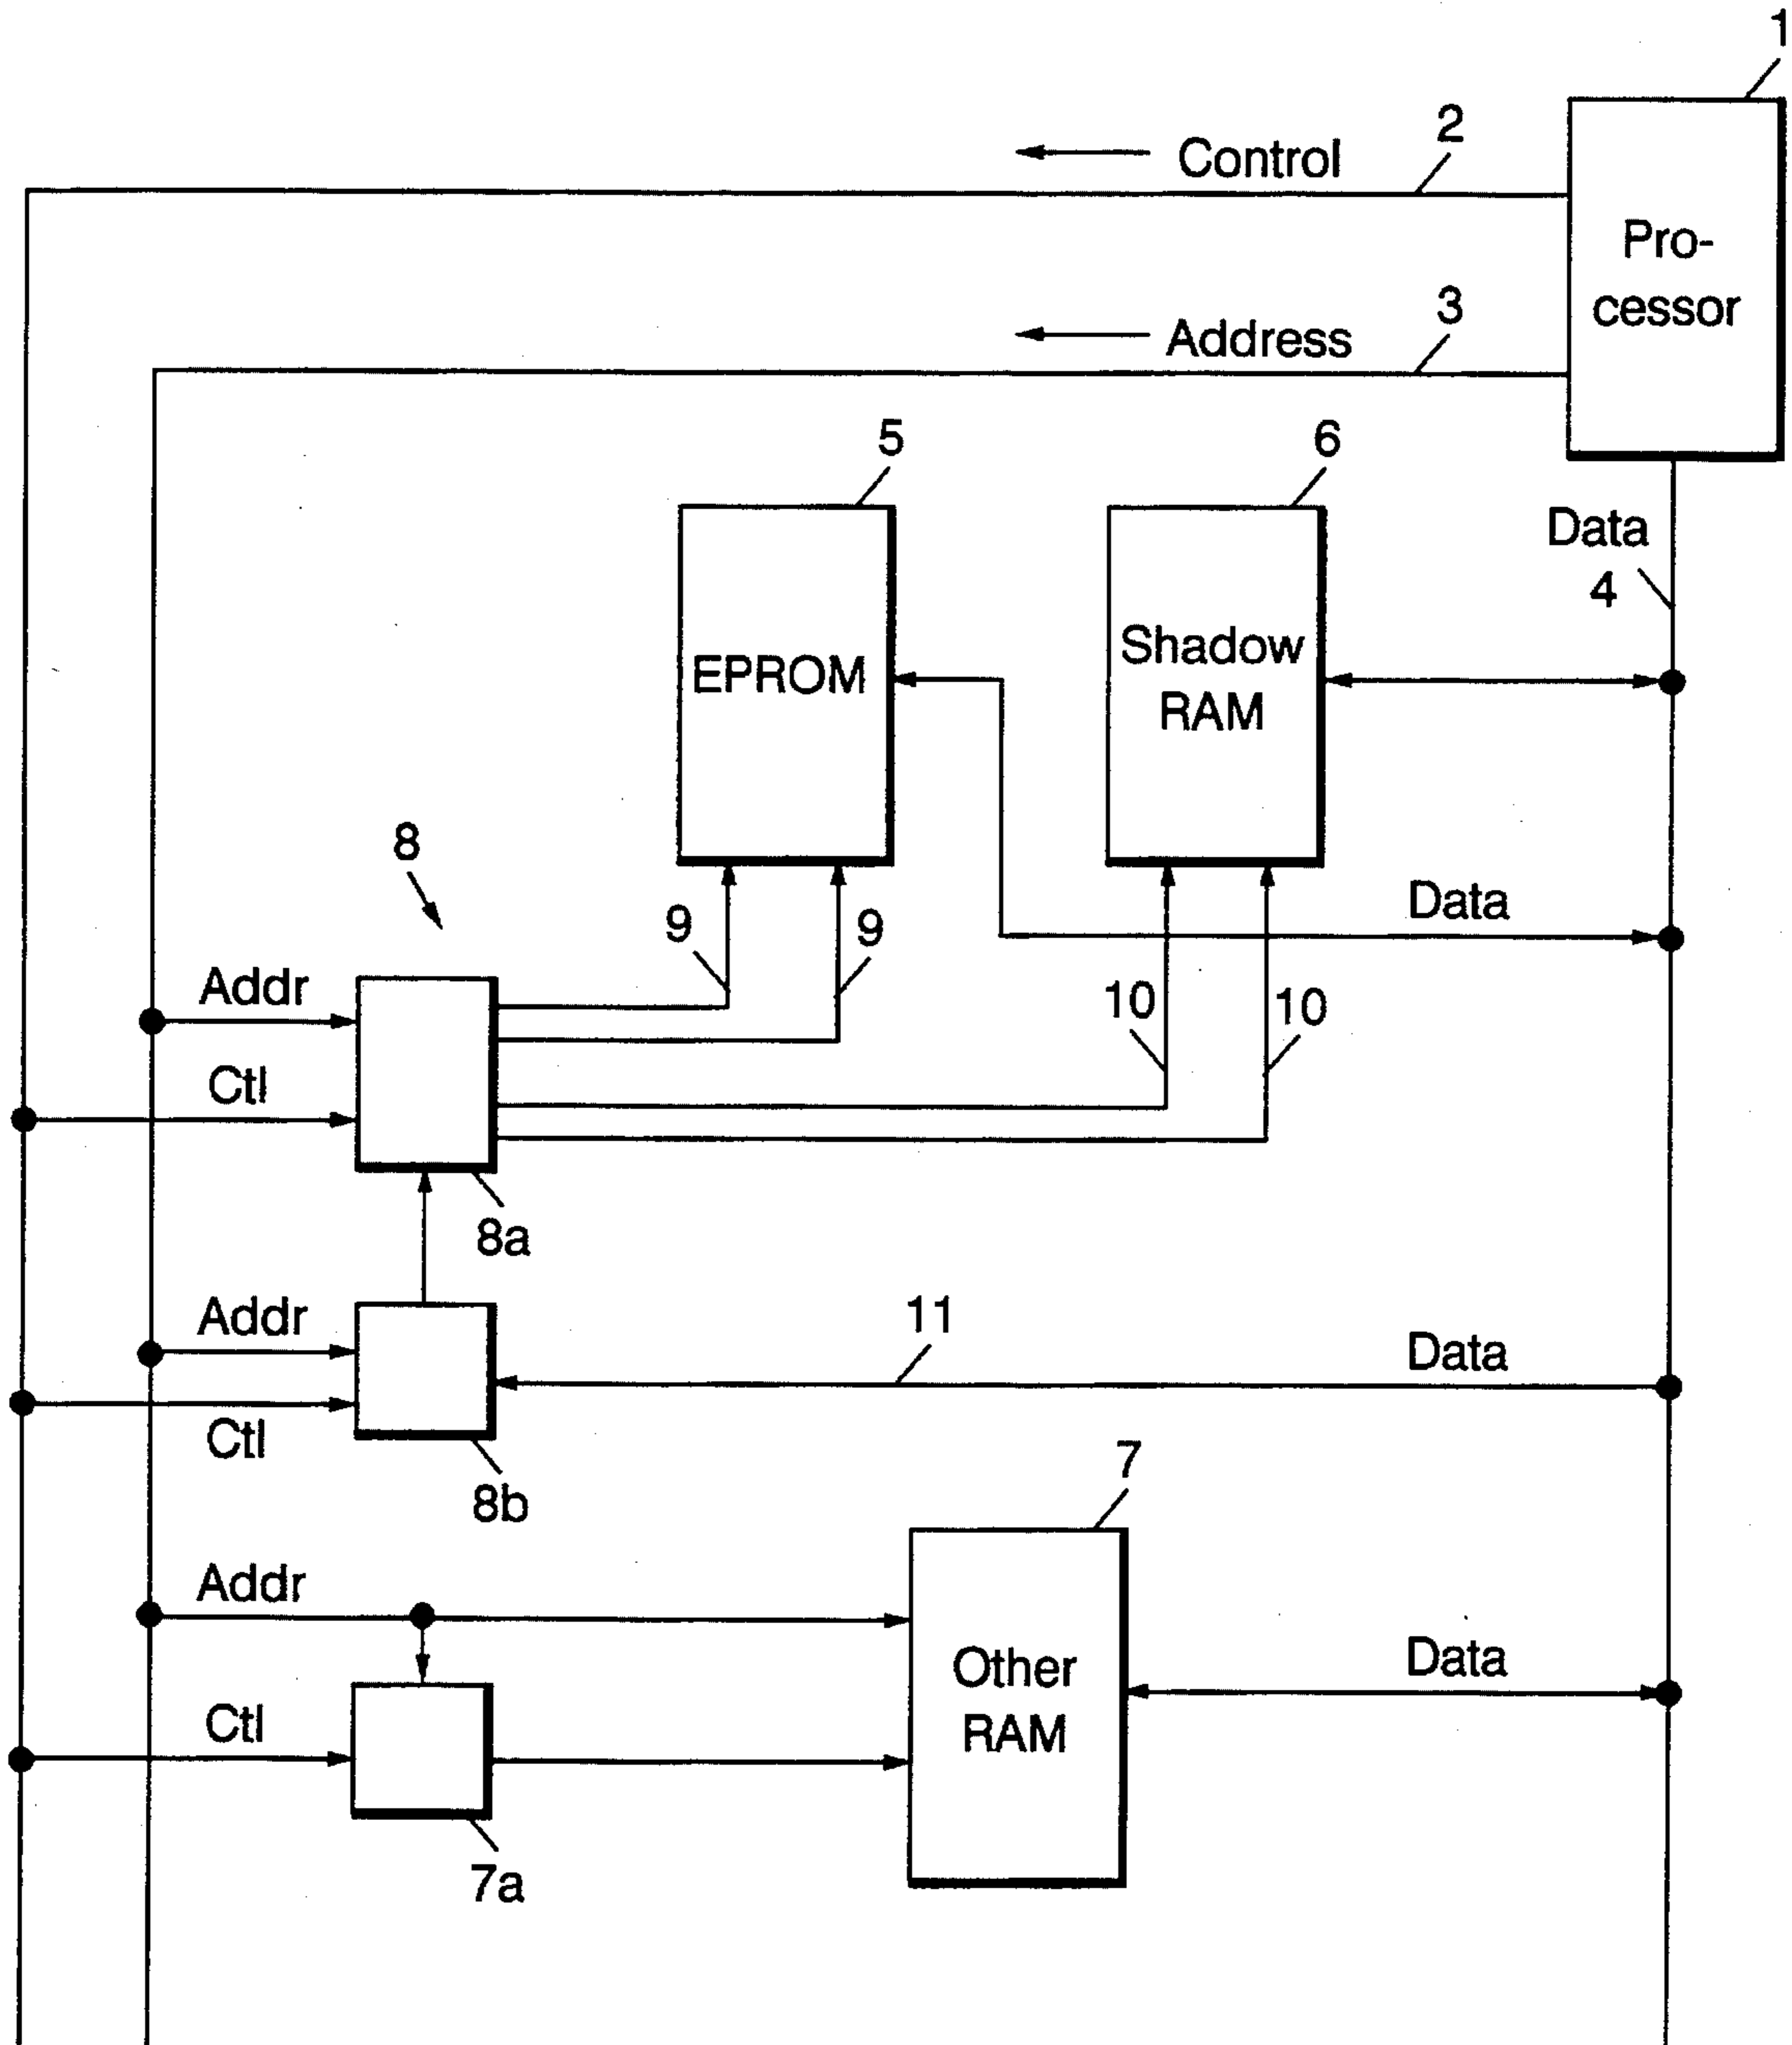 1
2
Control
Pro-
cessor
3
Address
5
6
Data
4
EPROM
Shadow
RAM
8
9
9
Data
Addr
10
10
Ctl
8a
Addr
11
Data
Ctl
8b
7
Addr
Other
RAM
Data
Ctl
7a